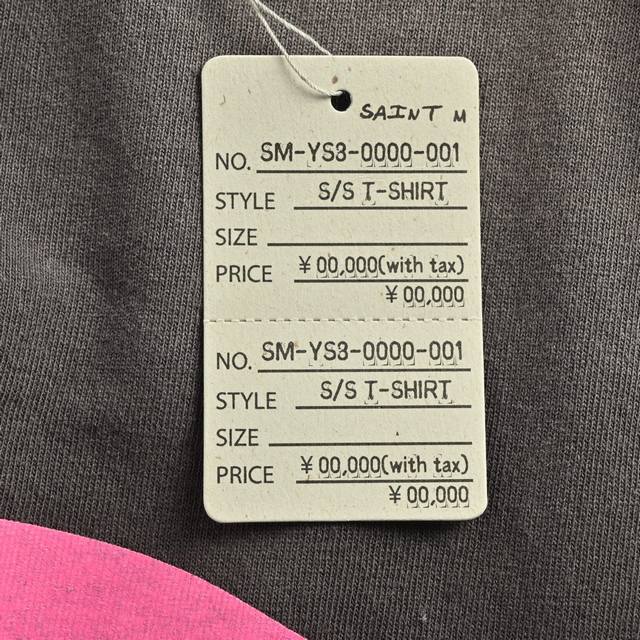 SAINT M
NO. SM-YS3-0000-001
STYLE S/S T-SHIRT
SIZE
PRICE ¥00,000(with tax)
¥00,000
NO. SM-YS3-0000-001
STYLE S/S T-SHIRT
SIZE
PRICE ¥00,000(with tax)
¥00,000